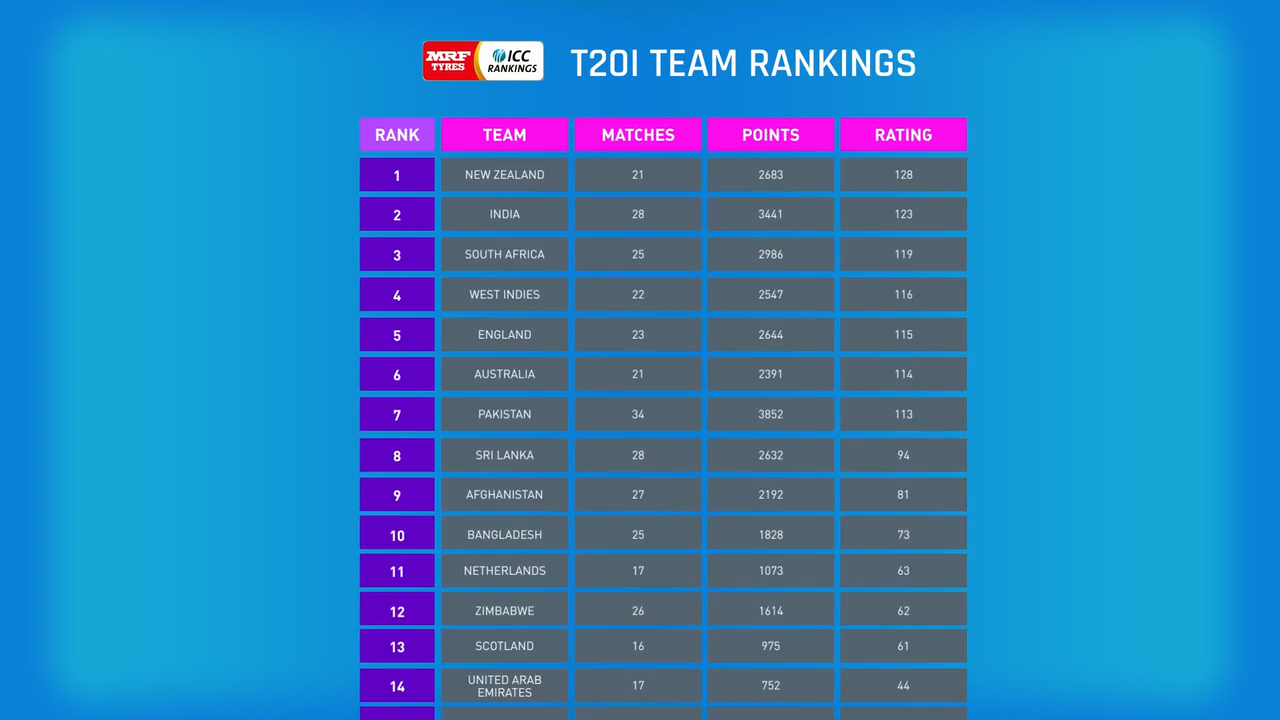 MRF TYRES ICC RANKINGS T20I TEAM RANKINGS
RANK TEAM MATCHES POINTS RATING
1 NEW ZEALAND 21 2683 128
2 INDIA 28 3441 123
3 SOUTH AFRICA 25 2986 119
4 WEST INDIES 22 2547 116
5 ENGLAND 23 2644 115
6 AUSTRALIA 21 2391 114
7 PAKISTAN 34 3852 113
8 SRI LANKA 28 2632 94
9 AFGHANISTAN 27 2192 81
10 BANGLADESH 25 1828 73
11 NETHERLANDS 17 1073 63
12 ZIMBABWE 26 1614 62
13 SCOTLAND 16 975 61
14 UNITED ARAB EMIRATES 17 752 44